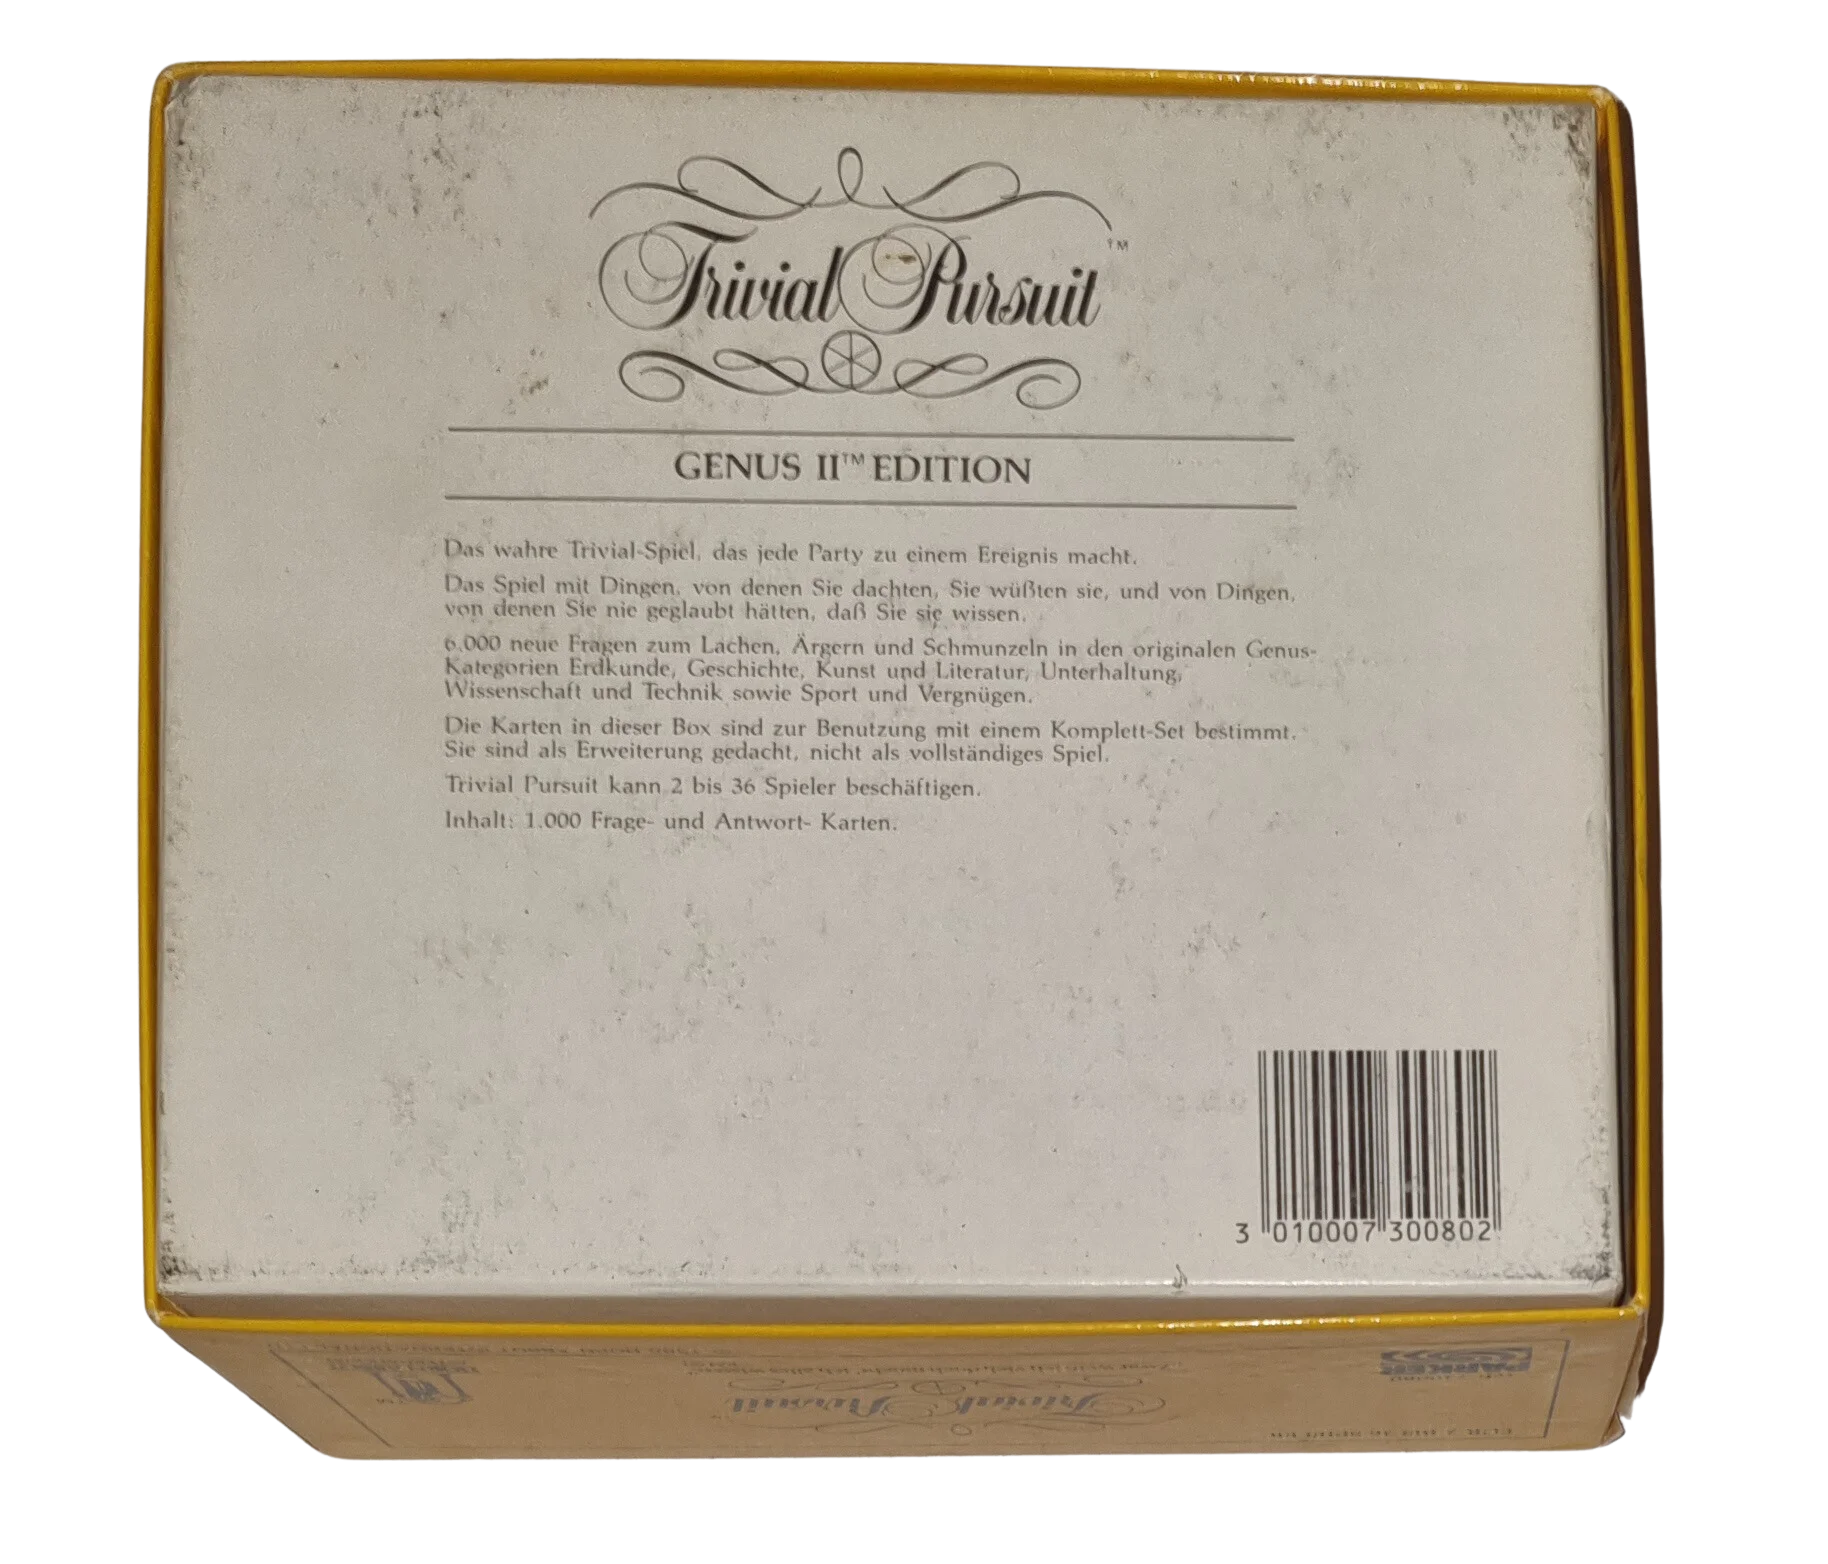 Trivial Pursuit™
GENUS II™ EDITION
Das wahre Trivial-Spiel, das jede Party zu einem Ereignis macht.
Das Spiel mit Dingen, von denen Sie dachten, Sie wüßten sie, und von Dingen,
von denen Sie nie geglaubt hätten, daß Sie sie wissen.
6.000 neue Fragen zum Lachen, Ärgern und Schmunzeln in den originalen Genus-
Kategorien Erdkunde, Geschichte, Kunst und Literatur, Unterhaltung,
Wissenschaft und Technik sowie Sport und Vergnügen.
Die Karten in dieser Box sind zur Benutzung mit einem Komplett-Set bestimmt.
Sie sind als Erweiterung gedacht, nicht als vollständiges Spiel.
Trivial Pursuit kann 2 bis 36 Spieler beschäftigen.
Inhalt: 1.000 Frage- und Antwort- Karten.
3 010007 300802
PARKER
Trivial Pursuit